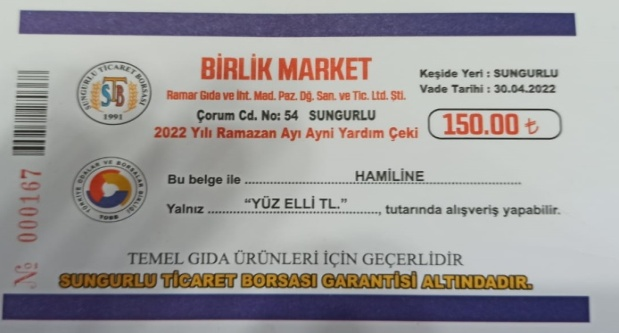 BİRLİK MARKET
Ramar Gıda ve İht. Mad. Paz. Dğ. San. ve Tic. Ltd. Şti.
Çorum Cd. No: 54 SUNGURLU
2022 Yılı Ramazan Ayı Ayni Yardım Çeki
Keşide Yeri : SUNGURLU
Vade Tarihi : 30.04.2022
150.00 ₺
SUNGURLU TİCARET BORSASI
STB
1991
TÜRKİYE ODALAR VE BORSALAR BİRLİĞİ
TOBB
№ 000167
Bu belge ile ........ HAMİLİNE ........
Yalnız ........ “YÜZ ELLİ TL.” ........, tutarında alışveriş yapabilir.
TEMEL GIDA ÜRÜNLERİ İÇİN GEÇERLİDİR
SUNGURLU TİCARET BORSASI GARANTİSİ ALTINDADIR.